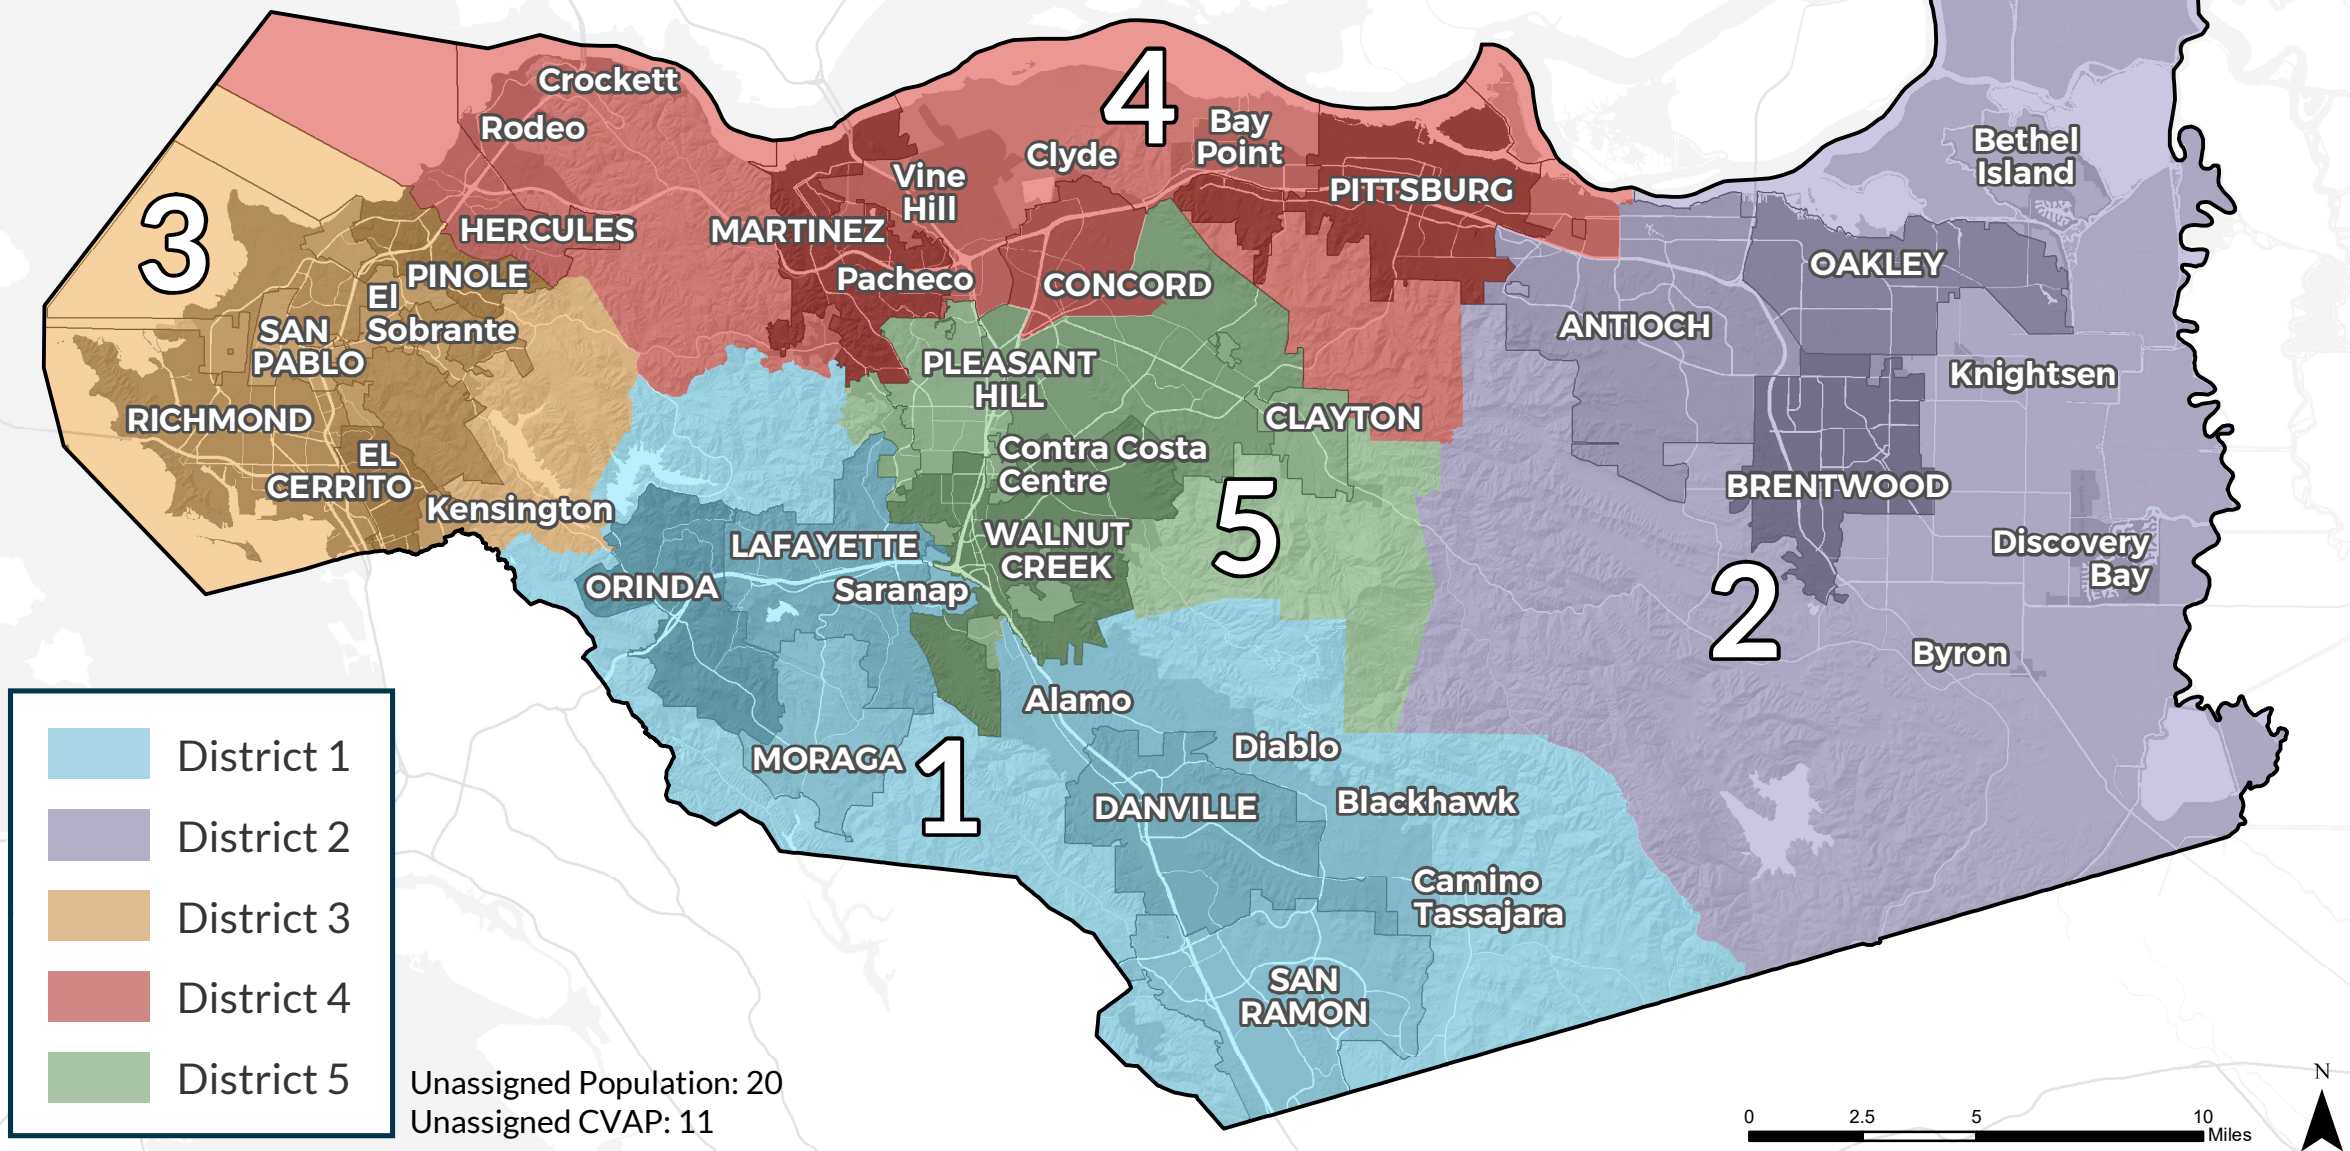 Crockett
Rodeo
4
Bay
Point
Clyde
Vine
Hill
Bethel
Island
PITTSBURG
3
HERCULES
MARTINEZ
PINOLE
Pacheco
CONCORD
OAKLEY
El
Sobrante
SAN
PABLO
ANTIOCH
PLEASANT
HILL
Knightsen
RICHMOND
CLAYTON
EL
CERRITO
Contra Costa
Centre
BRENTWOOD
Kensington
5
LAFAYETTE
WALNUT
CREEK
Discovery
Bay
ORINDA
Saranap
2
Byron
Alamo
MORAGA
1
Diablo
DANVILLE
Blackhawk
Camino
Tassajara
SAN
RAMON
District 1
District 2
District 3
District 4
District 5
Unassigned Population: 20
Unassigned CVAP: 11
0 2.5 5 10
Miles
N